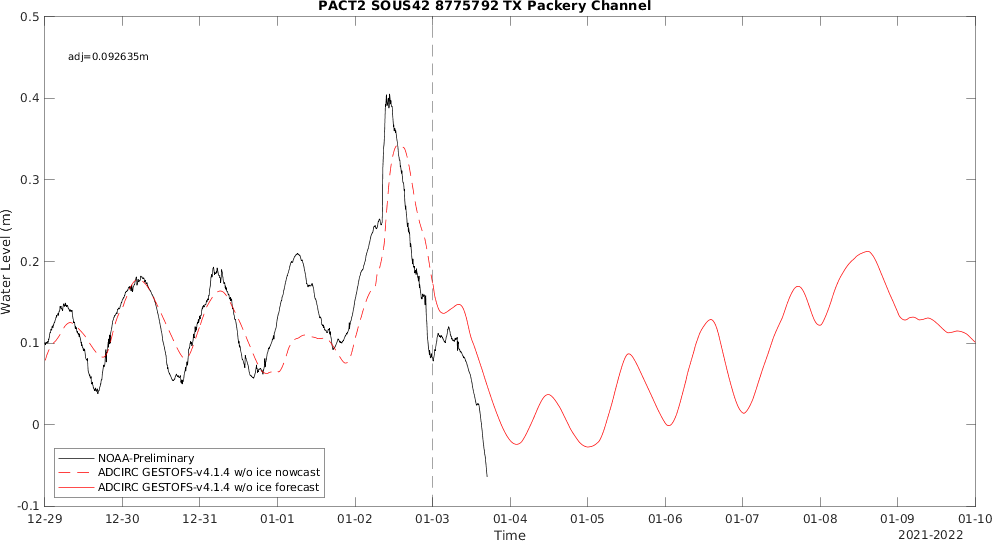 PACT2 SOUS42 8775792 TX Packery Channel
0.5
adj=0.092635m
0.4
0.3
0.2
0.1
0
-0.1
Water Level (m)
NOAA-Preliminary
ADCIRC GESTOFS-v4.1.4 w/o ice nowcast
ADCIRC GESTOFS-v4.1.4 w/o ice forecast
12-29 12-30 12-31 01-01 01-02 01-03 01-04 01-05 01-06 01-07 01-08 01-09 01-10
Time
2021-2022